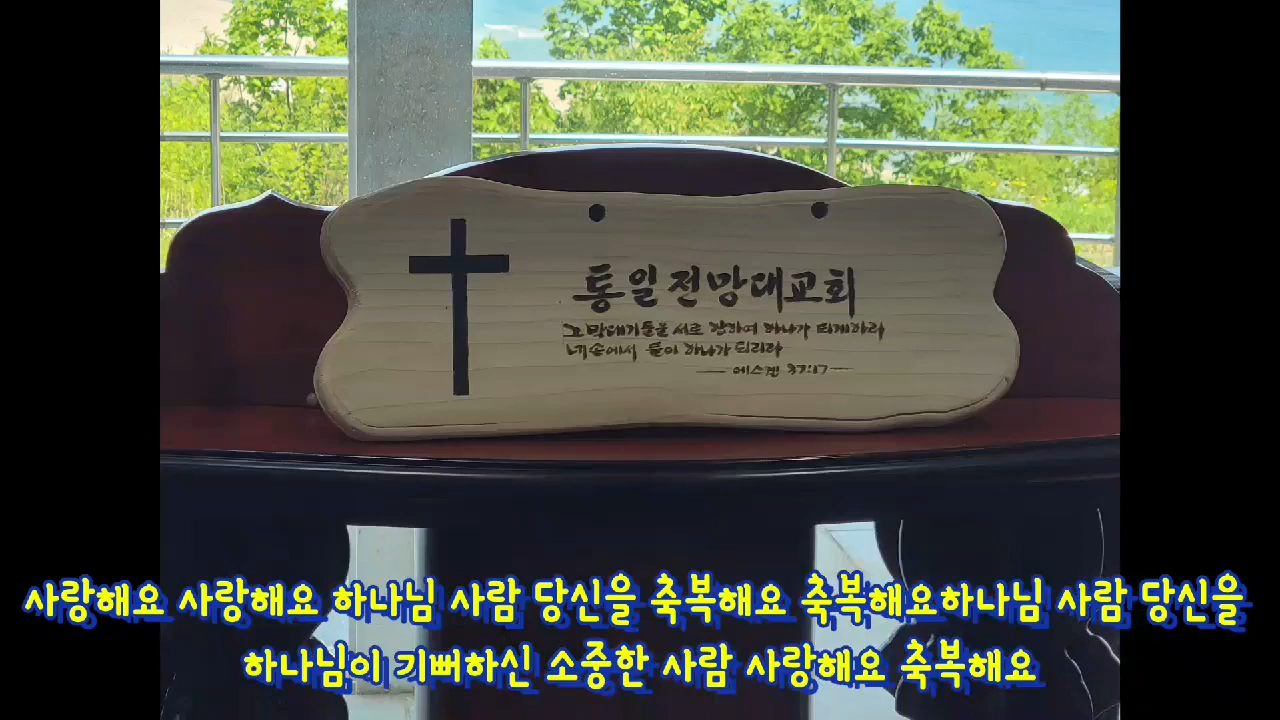 통일전망대교회
그막대기들을 서로 합하여 하나가 되게하라
네손에서 둘이 하나가 되리라
에스겔 37:17
사랑해요 사랑해요 하나님 사람 당신을 축복해요 축복해요하나님 사람 당신을
하나님이 기뻐하신 소중한 사람 사랑해요 축복해요